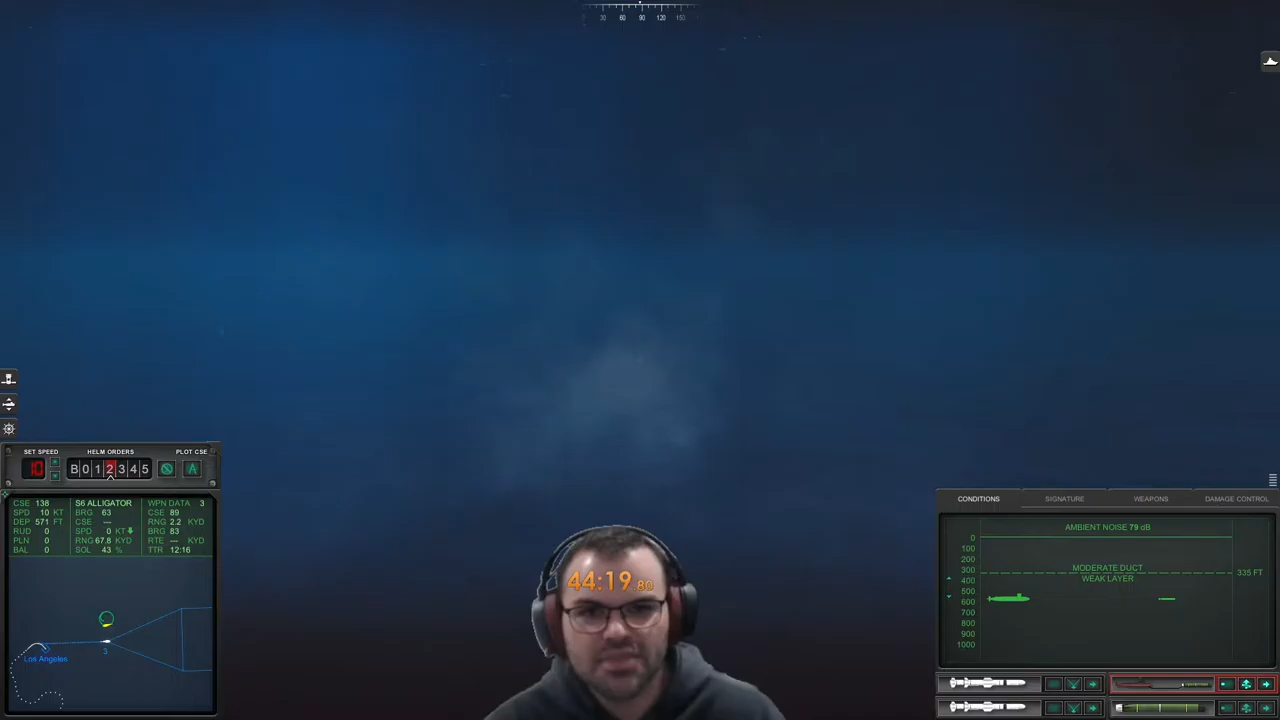 30 60 90 120 150
SET SPEED HELM ORDERS PLOT CSE
10 B 0 1 2 3 4 5 A
CSE 138 S6 ALLIGATOR WPN DATA 3
SPD 10 KT BRG 63 CSE 89
DEP 571 FT CSE --- RNG 2.2 KYD
RUD 0 SPD 0 KT BRG 83
PLN 0 RNG 67.8 KYD RTE --- KYD
BAL 0 SOL 43 % TTR 12:16
3
Los Angeles
44:19.80
CONDITIONS SIGNATURE WEAPONS DAMAGE CONTROL
AMBIENT NOISE 79 dB
0
100
200
300
400
500
600
700
800
900
1000
MODERATE DUCT
335 FT
WEAK LAYER